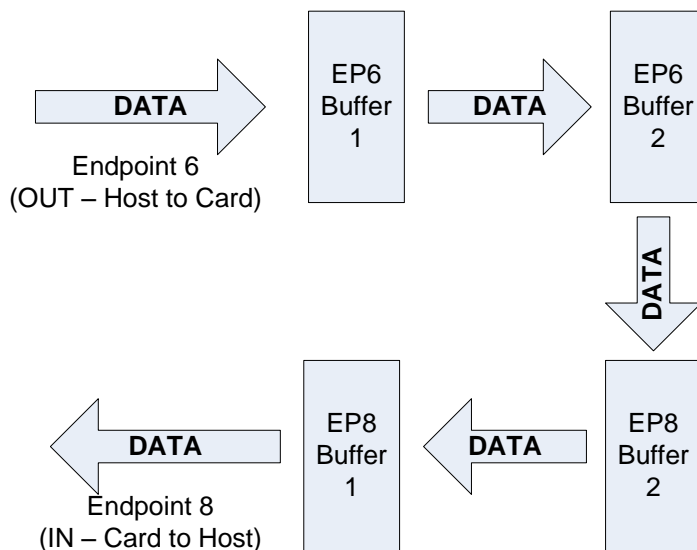 DATA
EP6
Buffer
1
DATA
EP6
Buffer
2
Endpoint 6
(OUT – Host to Card)
DATA
DATA
EP8
Buffer
1
DATA
EP8
Buffer
2
Endpoint 8
(IN – Card to Host)